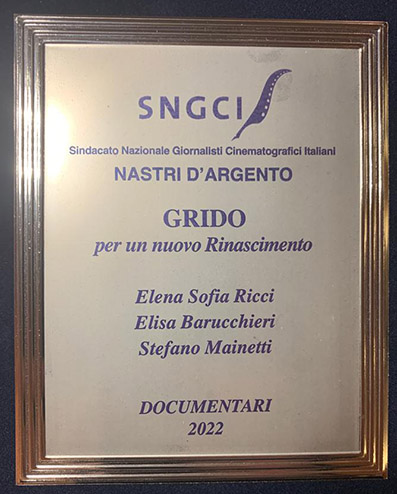 SNGCI
Sindacato Nazionale Giornalisti Cinematografici Italiani
NASTRI D'ARGENTO
GRIDO
per un nuovo Rinascimento
Elena Sofia Ricci
Elisa Barucchieri
Stefano Mainetti
DOCUMENTARI
2022